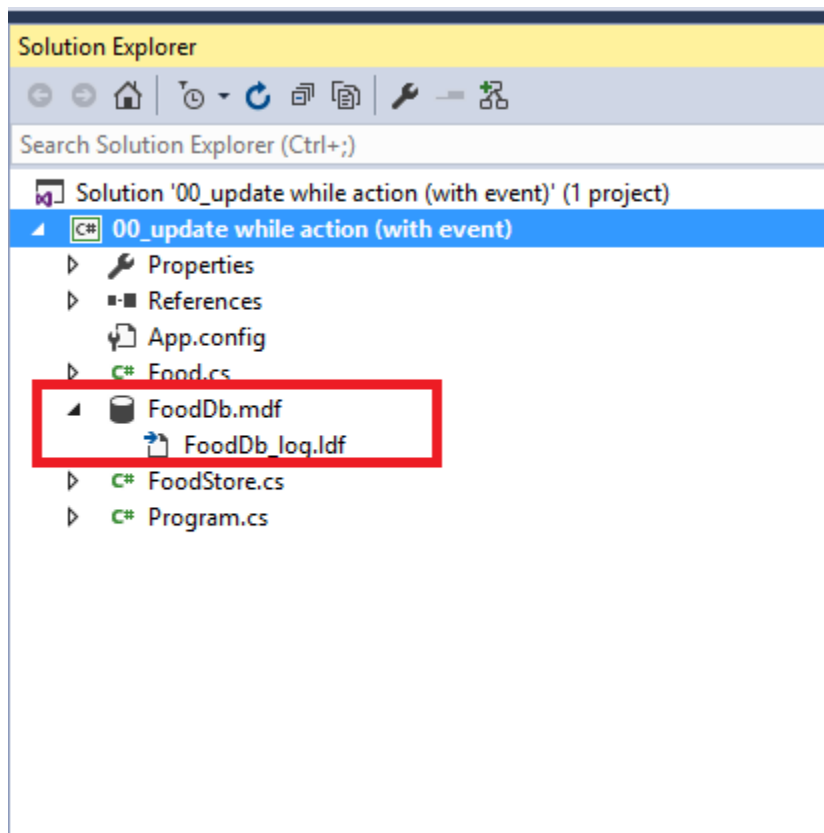 Solution Explorer
Search Solution Explorer (Ctrl+;)
Solution '00_update while action (with event)' (1 project)
C# 00_update while action (with event)
Properties
References
App.config
C# Food.cs
FoodDb.mdf
FoodDb_log.ldf
C# FoodStore.cs
C# Program.cs